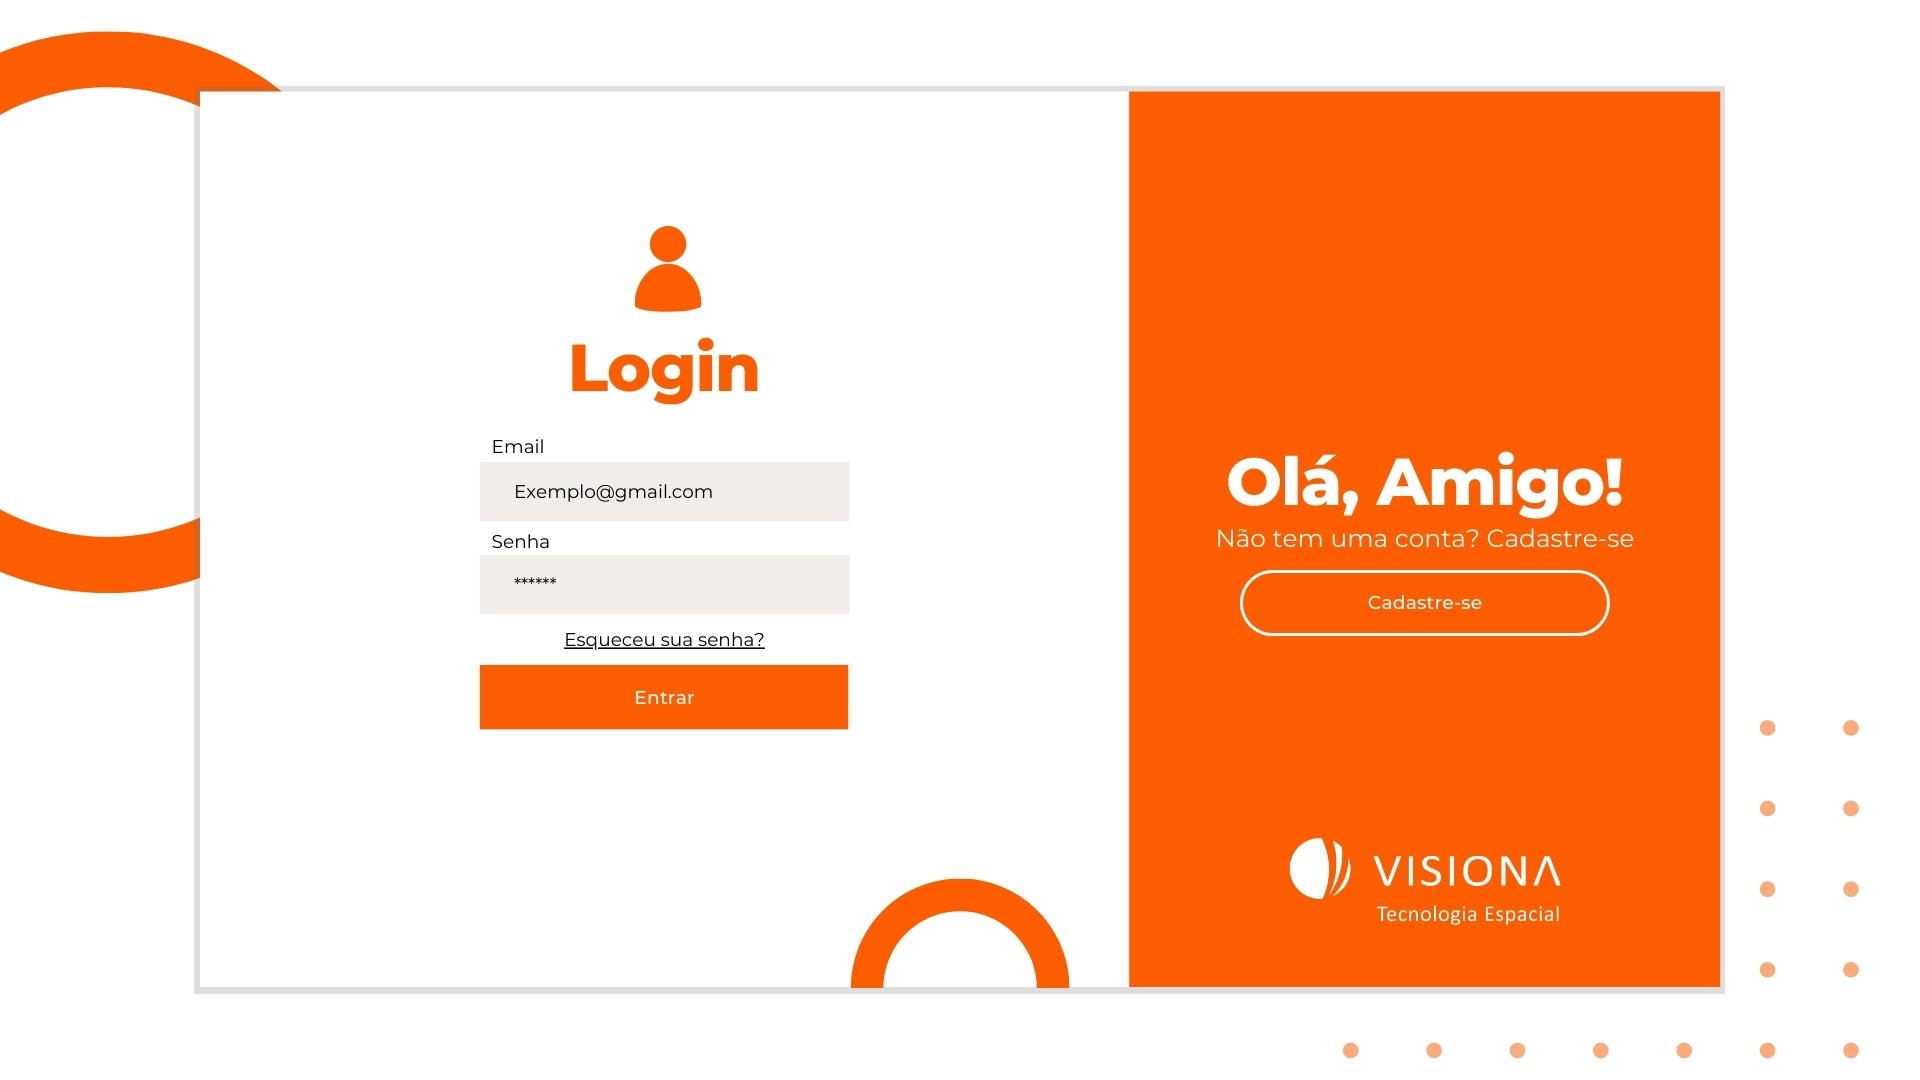 Login
Email
Exemplo@gmail.com
Senha
******
Esqueceu sua senha?
Entrar
Olá, Amigo!
Não tem uma conta? Cadastre-se
Cadastre-se
VISIONA
Tecnologia Espacial